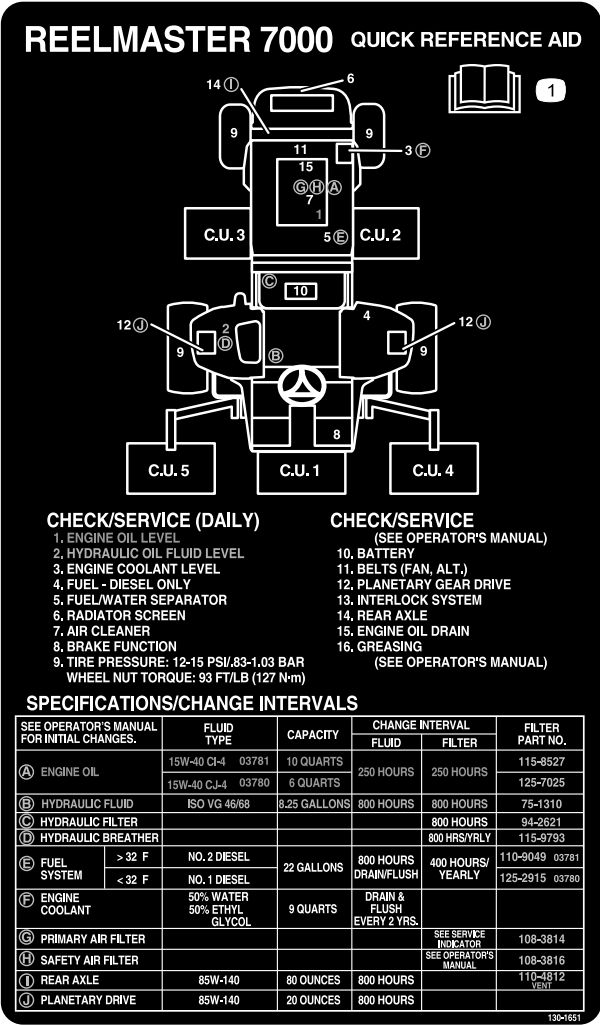 REELMASTER 7000 QUICK REFERENCE AID
1
14 Ⓘ
6
9
9
11
3 Ⓕ
15
Ⓖ Ⓗ Ⓐ
7
1
C.U. 3
5 Ⓔ
C.U. 2
Ⓒ
10
12 Ⓙ
2
Ⓓ
4
12 Ⓙ
9
Ⓑ
9
8
C.U. 5
C.U. 1
C.U. 4
CHECK/SERVICE (DAILY)
1. ENGINE OIL LEVEL
2. HYDRAULIC OIL FLUID LEVEL
3. ENGINE COOLANT LEVEL
4. FUEL - DIESEL ONLY
5. FUEL/WATER SEPARATOR
6. RADIATOR SCREEN
7. AIR CLEANER
8. BRAKE FUNCTION
9. TIRE PRESSURE: 12-15 PSI/.83-1.03 BAR
WHEEL NUT TORQUE: 93 FT/LB (127 N·m)
CHECK/SERVICE
(SEE OPERATOR'S MANUAL)
10. BATTERY
11. BELTS (FAN, ALT.)
12. PLANETARY GEAR DRIVE
13. INTERLOCK SYSTEM
14. REAR AXLE
15. ENGINE OIL DRAIN
16. GREASING
(SEE OPERATOR'S MANUAL)
SPECIFICATIONS/CHANGE INTERVALS
SEE OPERATOR'S MANUAL
FOR INITIAL CHANGES.
FLUID
TYPE
CAPACITY
CHANGE INTERVAL
FLUID
FILTER
FILTER
PART NO.
Ⓐ ENGINE OIL
15W-40 CI-4 03781
10 QUARTS
250 HOURS
250 HOURS
115-8527
15W-40 CJ-4 03780
6 QUARTS
125-7025
Ⓑ HYDRAULIC FLUID
ISO VG 46/68
8.25 GALLONS
800 HOURS
800 HOURS
75-1310
Ⓒ HYDRAULIC FILTER
800 HOURS
94-2621
Ⓓ HYDRAULIC BREATHER
800 HRS/YRLY
115-9793
Ⓔ FUEL
SYSTEM
> 32 F
NO. 2 DIESEL
22 GALLONS
800 HOURS
DRAIN/FLUSH
400 HOURS/
YEARLY
110-9049 03781
< 32 F
NO. 1 DIESEL
125-2915 03780
Ⓕ ENGINE
COOLANT
50% WATER
50% ETHYL
GLYCOL
9 QUARTS
DRAIN &
FLUSH
EVERY 2 YRS.
Ⓖ PRIMARY AIR FILTER
SEE SERVICE
INDICATOR
108-3814
Ⓗ SAFETY AIR FILTER
SEE OPERATOR'S
MANUAL
108-3816
Ⓘ REAR AXLE
85W-140
80 OUNCES
800 HOURS
110-4812
VENT
Ⓙ PLANETARY DRIVE
85W-140
20 OUNCES
800 HOURS
130-1651